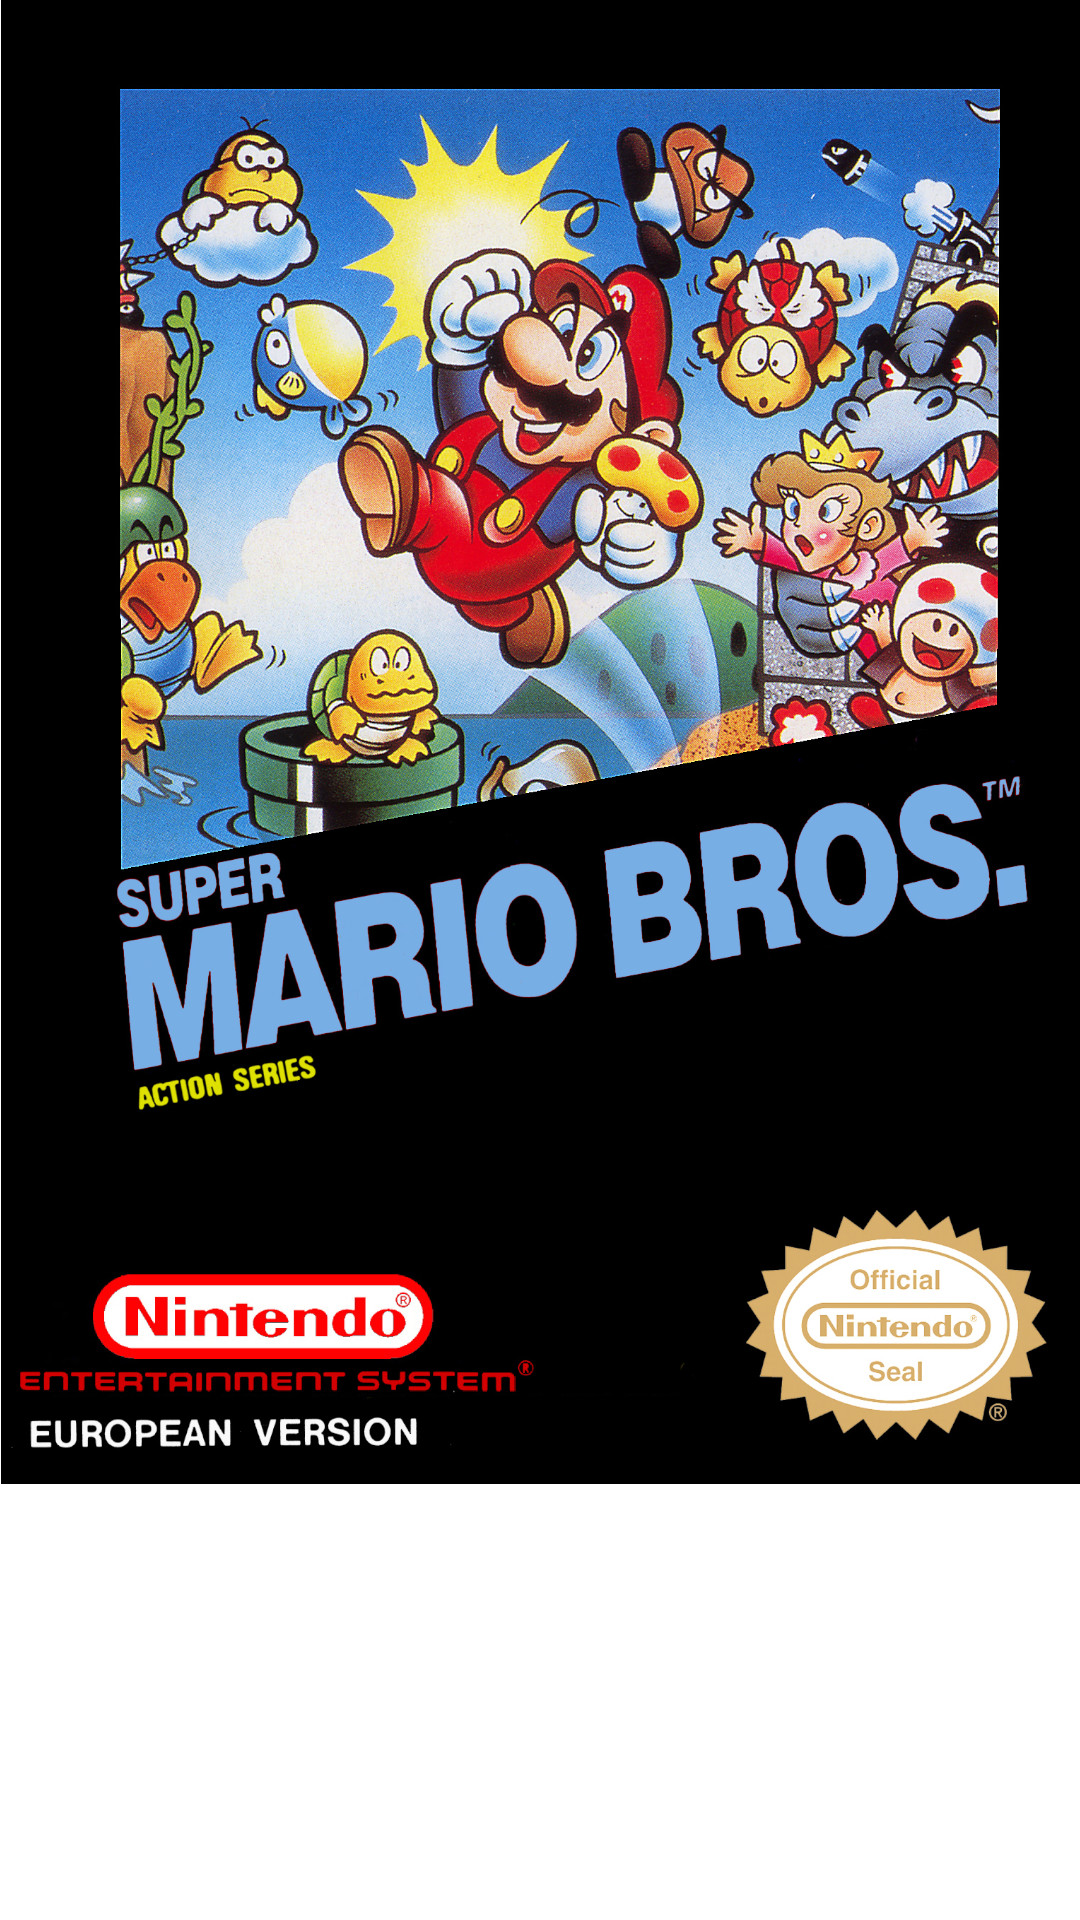 M
SUPER
MARIO BROS.™
ACTION SERIES
Nintendo®
ENTERTAINMENT SYSTEM®
EUROPEAN VERSION
Official
Nintendo®
Seal
®